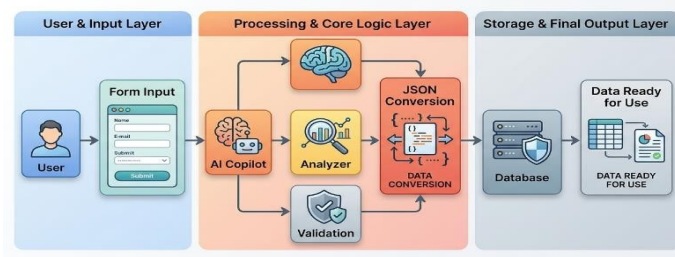 User & Input Layer
Processing & Core Logic Layer
Storage & Final Output Layer
User
Form Input
Name
E-mail
Submit
Submit
AI Copilot
Analyzer
Validation
JSON
Conversion
{....}
{....}
DATA
CONVERSION
Database
Data Ready
for Use
DATA READY
FOR USE